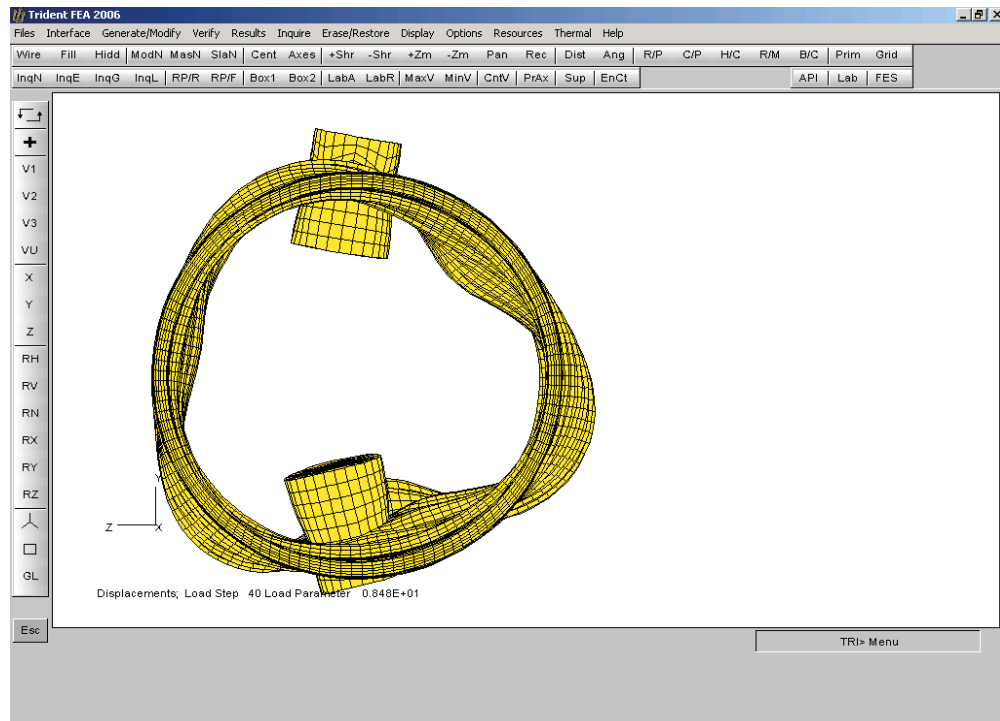 Trident FEA 2006
Files Interface Generate/Modify Verify Results Inquire Erase/Restore Display Options Resources Thermal Help
Wire Fill Hidd ModN MasN SlaN Cent Axes +Shr -Shr +Zm -Zm Pan Rec Dist Ang R/P C/P H/C R/M B/C Prim Grid
InqN InqE InqG InqL RP/R RP/F Box1 Box2 LabA LabR MaxV MinV CntV PrAx Sup EnCt API Lab FES
V1
V2
V3
VU
X
Y
Z
RH
RV
RN
RX
RY
RZ
GL
Esc
Y
Z
X
Displacements; Load Step 40 Load Parameter 0.848E+01
TRI> Menu